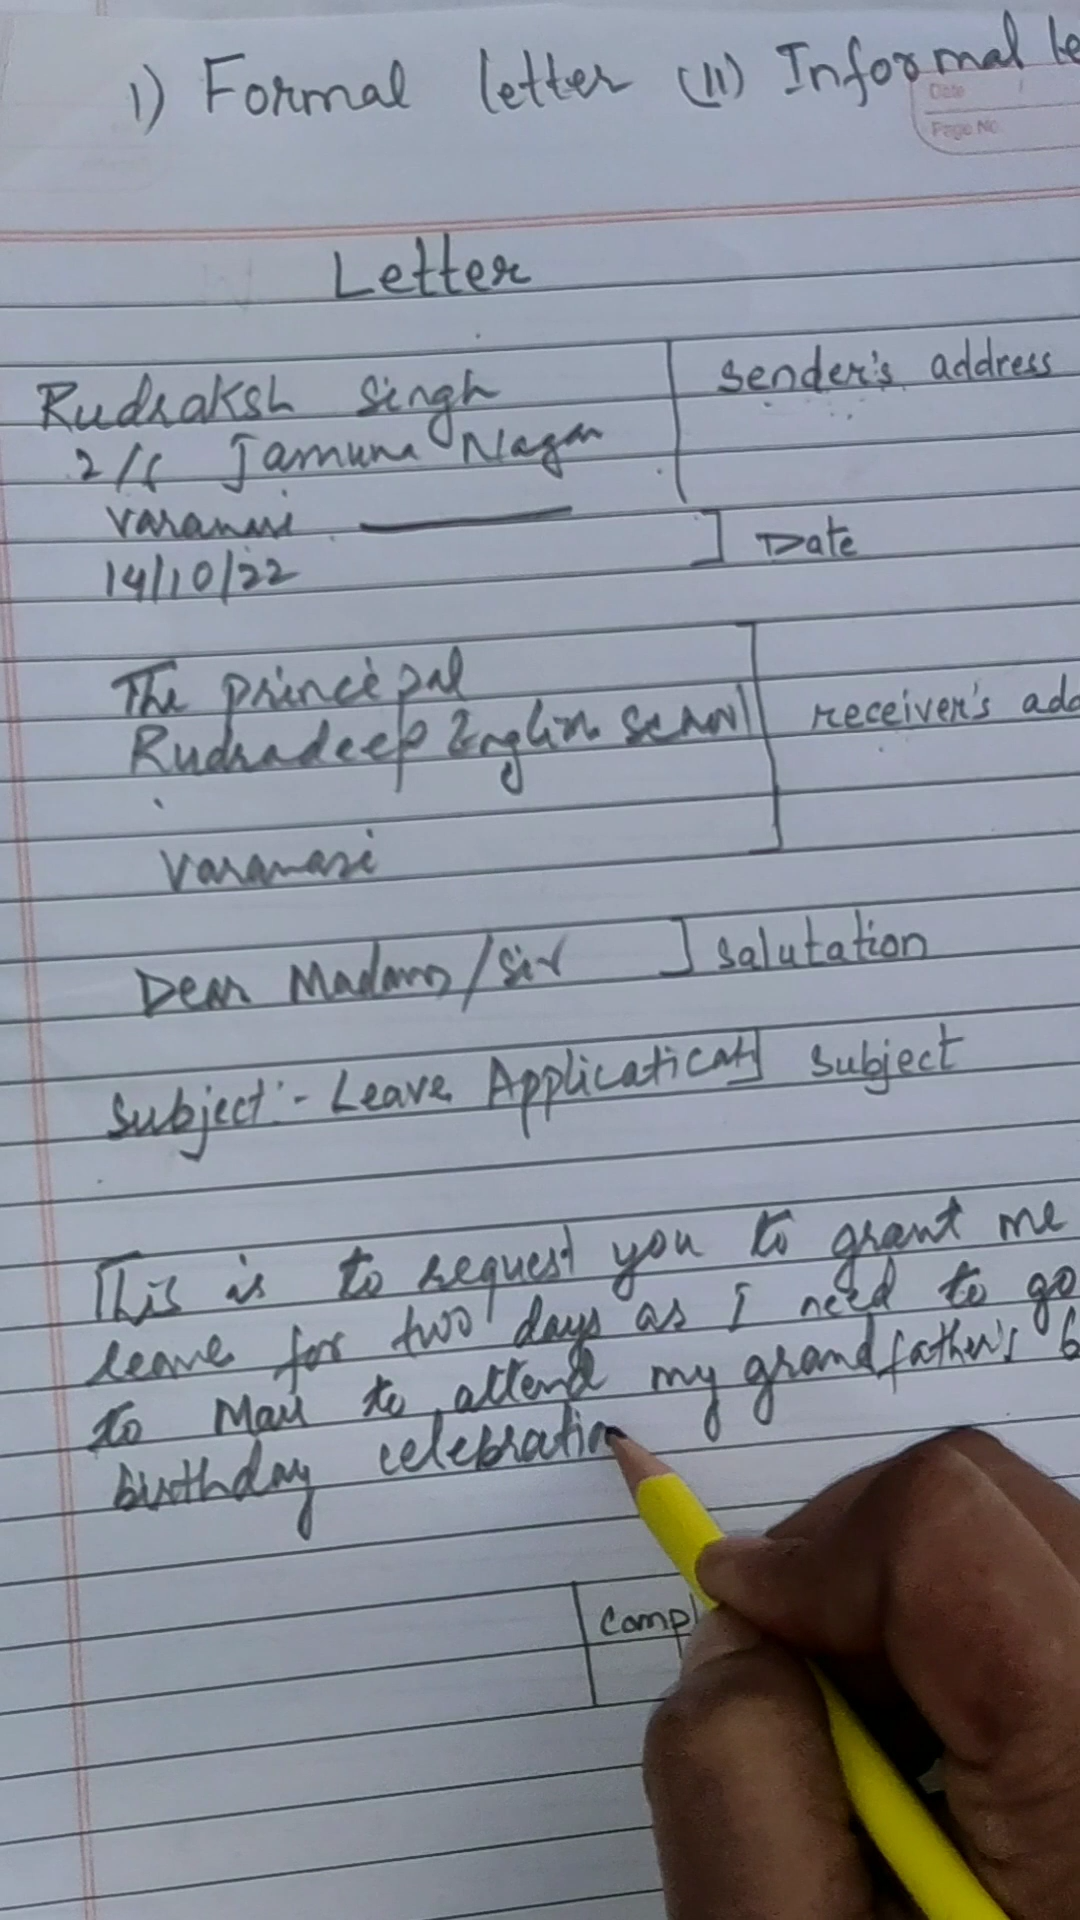 1) Formal letter (11) Informal le
Date
Page No.
Letter
Rudraksh Singh
sender's address
Jamuna Nagar
varanasi
14/10/22
Date
The principal
Rudradeep English School
receiver's add
varanasi
Dear Madam/Sir
salutation
Subject:- Leave Application
subject
This is to request you to grant me
leave for two days as I need to go
to Mau to attend my grandfather's b
birthday celebration
Compl